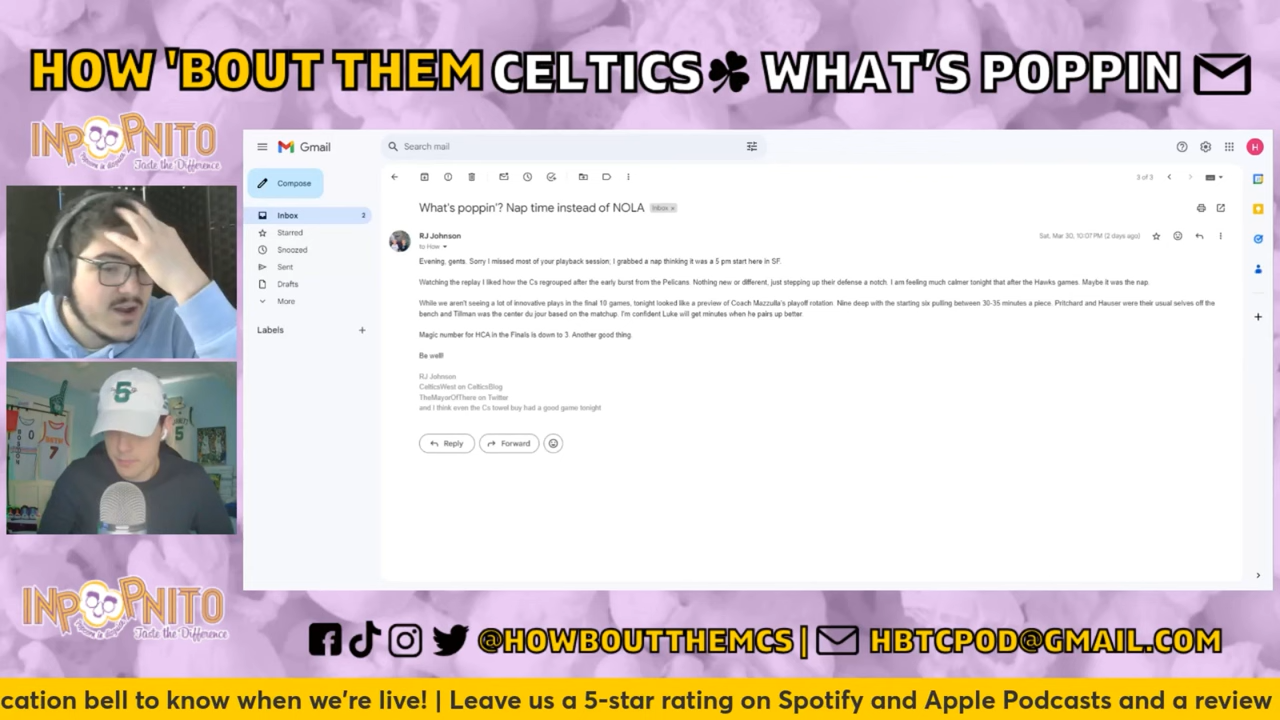 HOW 'BOUT THEM CELTICS WHAT'S POPPIN
INPOPNITO
Taste the Difference
Gmail
Search mail
H
Compose
3 of 3
Inbox 2
Starred
Snoozed
Sent
Drafts
More
Labels
What's poppin'? Nap time instead of NOLA Inbox x
RJ Johnson
to How
Sat, Mar 30, 10:07 PM (2 days ago)
Evening, gents. Sorry I missed most of your playback session, I grabbed a nap thinking it was a 5 pm start here in SF.
Watching the replay I liked how the Cs regrouped after the early burst from the Pelicans. Nothing new or different, just stepping up their defense a notch. I am feeling much calmer tonight that after the Hawks games. Maybe it was the nap.
While we aren't seeing a lot of innovative plays in the final 10 games, tonight looked like a preview of Coach Mazzulla's playoff rotation. Nine deep with the starting six pulling between 30-35 minutes a piece. Pritchard and Hauser were their usual selves off the
bench and Tillman was the center du jour based on the matchup. I'm confident Luke will get minutes when he pairs up better.
Magic number for HCA in the Finals is down to 3. Another good thing.
Be well!
RJ Johnson
CelticsWest on CelticsBlog
TheMayorOfThere on Twitter
and I think even the Cs towel boy had a good game tonight
Reply
Forward
5
0
7
5
INPOPNITO
Taste the Difference
@HOWBOUTTHEMCS | HBTCPOD@GMAIL.COM
cation bell to know when we're live! | Leave us a 5-star rating on Spotify and Apple Podcasts and a review